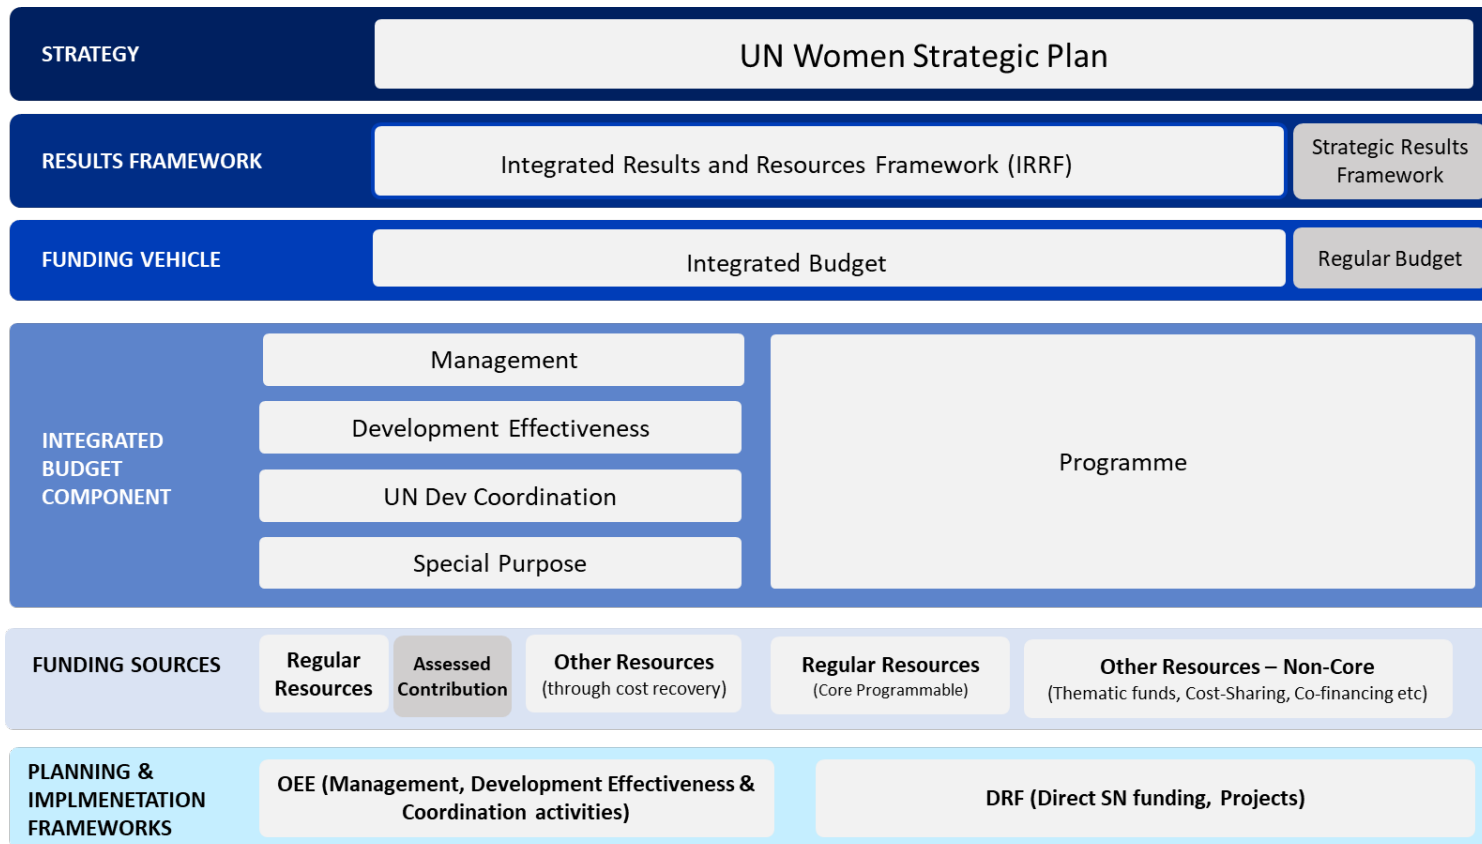 STRATEGY
UN Women Strategic Plan
RESULTS FRAMEWORK
Integrated Results and Resources Framework (IRRF)
Strategic Results
Framework
FUNDING VEHICLE
Integrated Budget
Regular Budget
INTEGRATED
BUDGET
COMPONENT
Management
Development Effectiveness
UN Dev Coordination
Special Purpose
Programme
FUNDING SOURCES
Regular
Resources
Assessed
Contribution
Other Resources
(through cost recovery)
Regular Resources
(Core Programmable)
Other Resources – Non-Core
(Thematic funds, Cost-Sharing, Co-financing etc)
PLANNING &
IMPLMENETATION
FRAMEWORKS
OEE (Management, Development Effectiveness &
Coordination activities)
DRF (Direct SN funding, Projects)